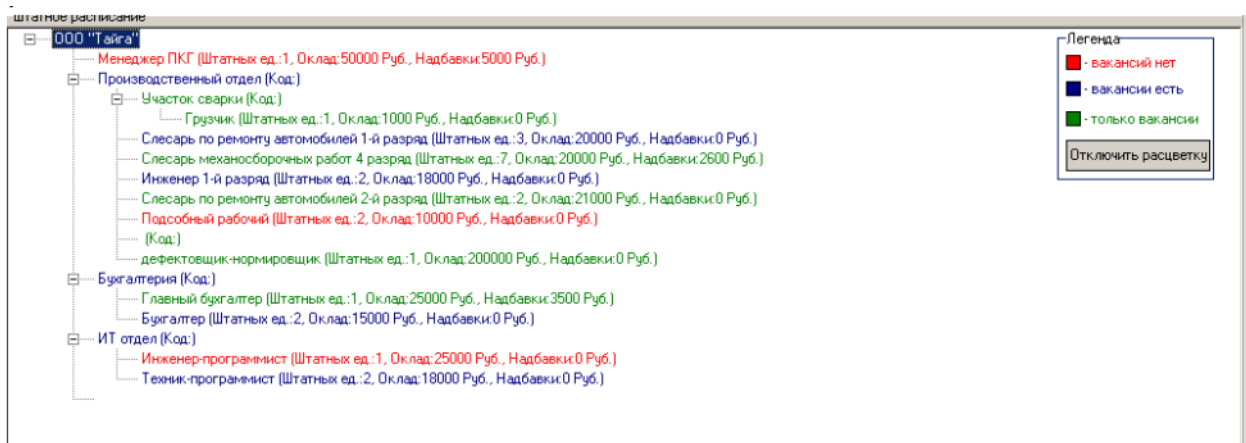 штатное расписание
ООО "Тайга"
Менеджер ПКГ (Штатных ед.:1, Оклад:50000 Руб., Надбавки:5000 Руб.)
Производственный отдел (Код:)
Участок сварки (Код:)
Грузчик (Штатных ед.:1, Оклад:1000 Руб., Надбавки:0 Руб.)
Слесарь по ремонту автомобилей 1-й разряд (Штатных ед.:3, Оклад:20000 Руб., Надбавки:0 Руб.)
Слесарь механосборочных работ 4 разряд (Штатных ед.:7, Оклад:20000 Руб., Надбавки:2600 Руб.)
Инженер 1-й разряд (Штатных ед.:2, Оклад:18000 Руб., Надбавки:0 Руб.)
Слесарь по ремонту автомобилей 2-й разряд (Штатных ед.:2, Оклад:21000 Руб., Надбавки:0 Руб.)
Подсобный рабочий (Штатных ед.:2, Оклад:10000 Руб., Надбавки:0 Руб.)
(Код:)
дефектовщик-нормировщик (Штатных ед.:1, Оклад:200000 Руб., Надбавки:0 Руб.)
Бухгалтерия (Код:)
Главный бухгалтер (Штатных ед.:1, Оклад:25000 Руб., Надбавки:3500 Руб.)
Бухгалтер (Штатных ед.:2, Оклад:15000 Руб., Надбавки:0 Руб.)
ИТ отдел (Код:)
Инженер-программист (Штатных ед.:1, Оклад:25000 Руб., Надбавки:0 Руб.)
Техник-программист (Штатных ед.:2, Оклад:18000 Руб., Надбавки:0 Руб.)
Легенда
- вакансий нет
- вакансии есть
- только вакансии
Отключить расцветку